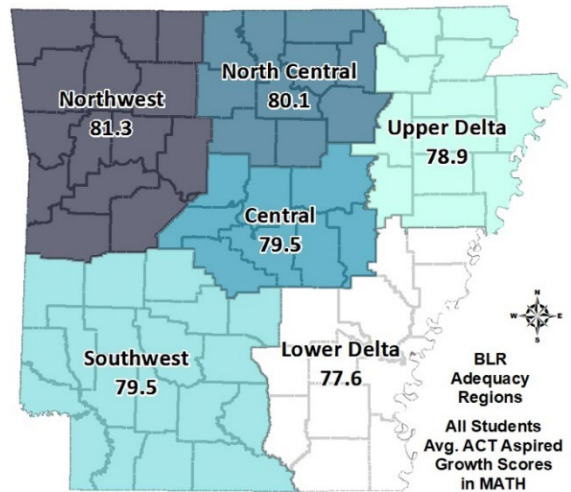 Northwest
81.3
North Central
80.1
Upper Delta
78.9
Central
79.5
Southwest
79.5
Lower Delta
77.6
N
W E
S
BLR
Adequacy
Regions
All Students
Avg. ACT Aspired
Growth Scores
in MATH